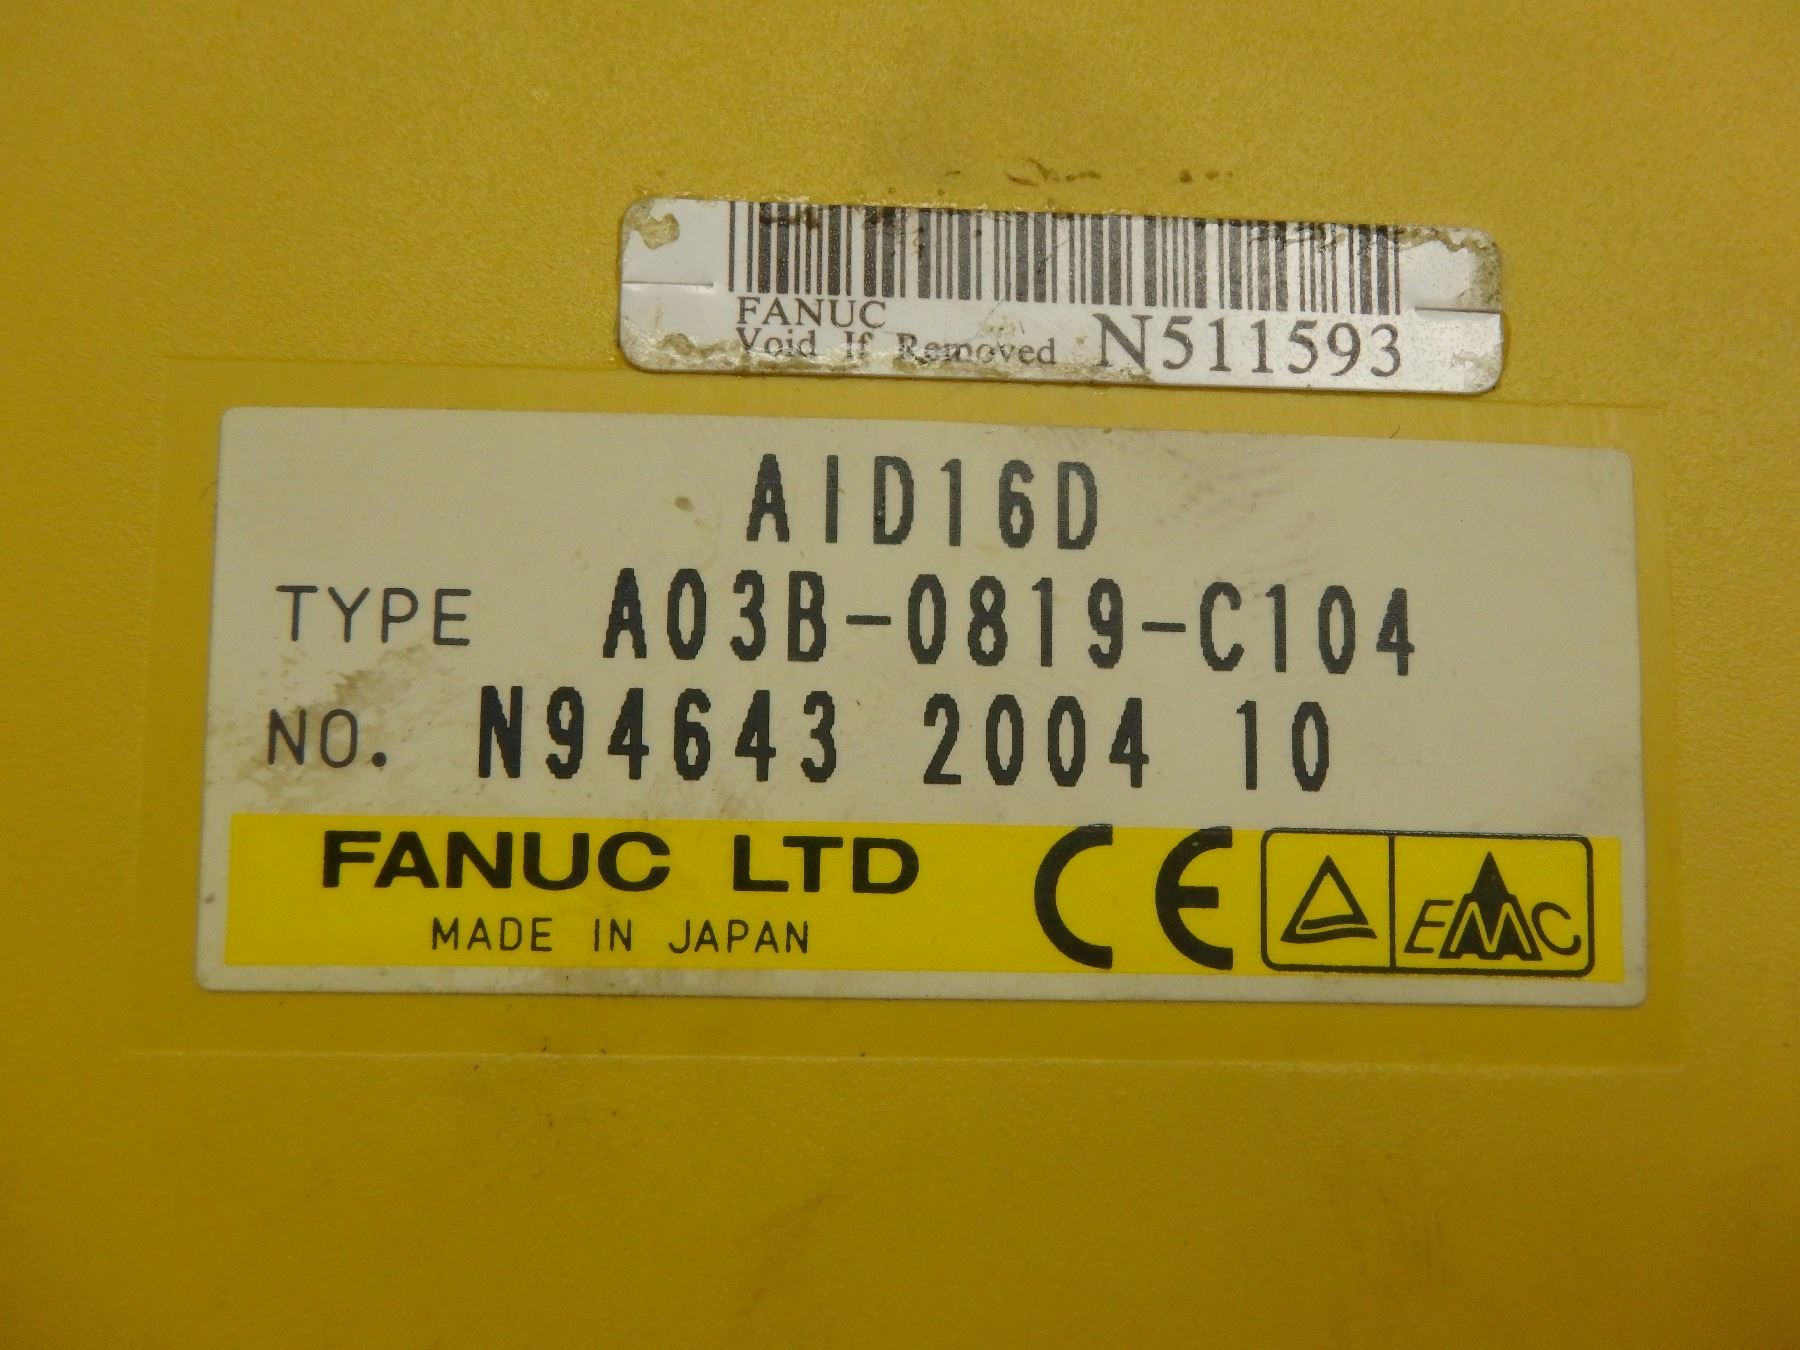 FANUC
Void If Removed N511593
AID16D
TYPE A03B-0819-C104
NO. N94643 2004 10
FANUC LTD
MADE IN JAPAN
CE
EMC